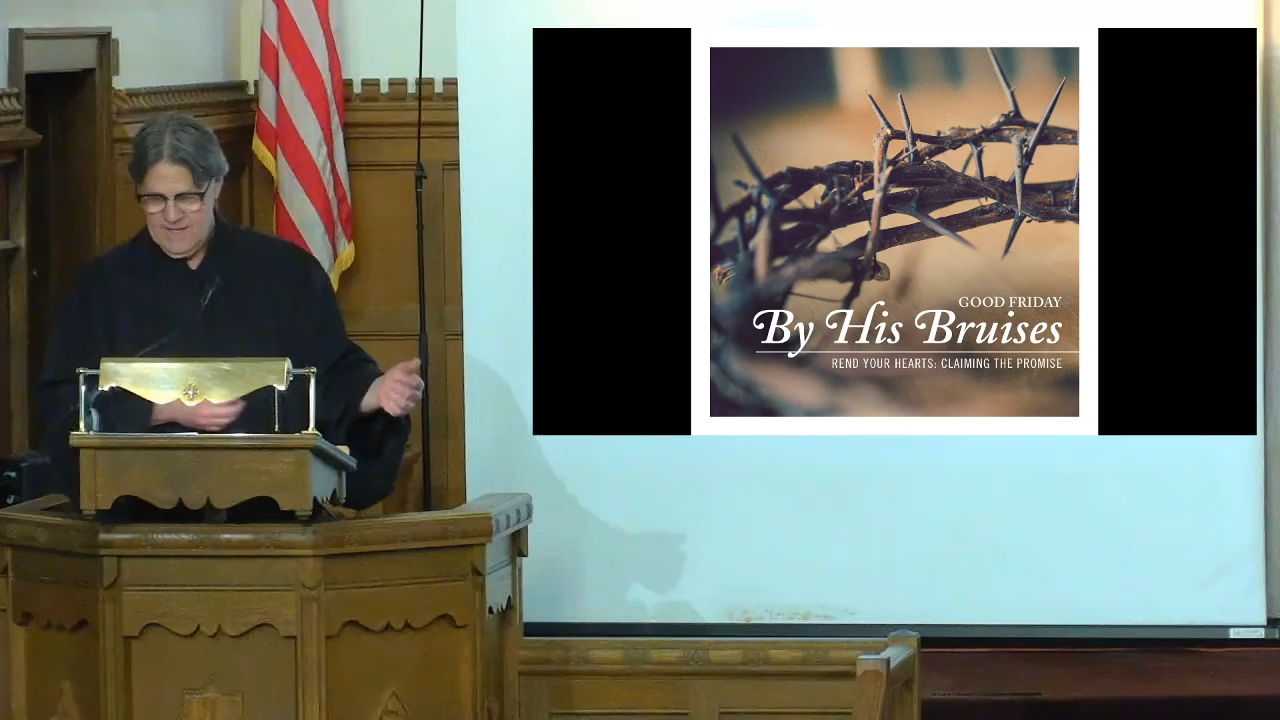 GOOD FRIDAY
By His Bruises
REND YOUR HEARTS: CLAIMING THE PROMISE